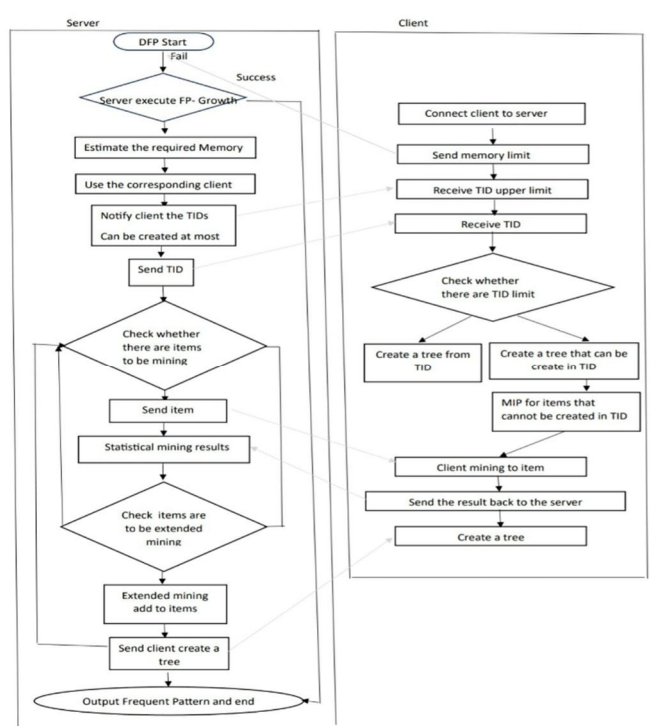 Server
DFP Start
Fail
Success
Server execute FP- Growth
Estimate the required Memory
Use the corresponding client
Notify client the TIDs
Can be created at most
Send TID
Check whether
there are items
to be mining
Send item
Statistical mining results
Check items are
to be extended
mining
Extended mining
add to items
Send client create a
tree
Output Frequent Pattern and end
Client
Connect client to server
Send memory limit
Receive TID upper limit
Receive TID
Check whether
there are TID limit
Create a tree from
TID
Create a tree that can be
create in TID
MIP for items that
cannot be created in TID
Client mining to item
Send the result back to the server
Create a tree